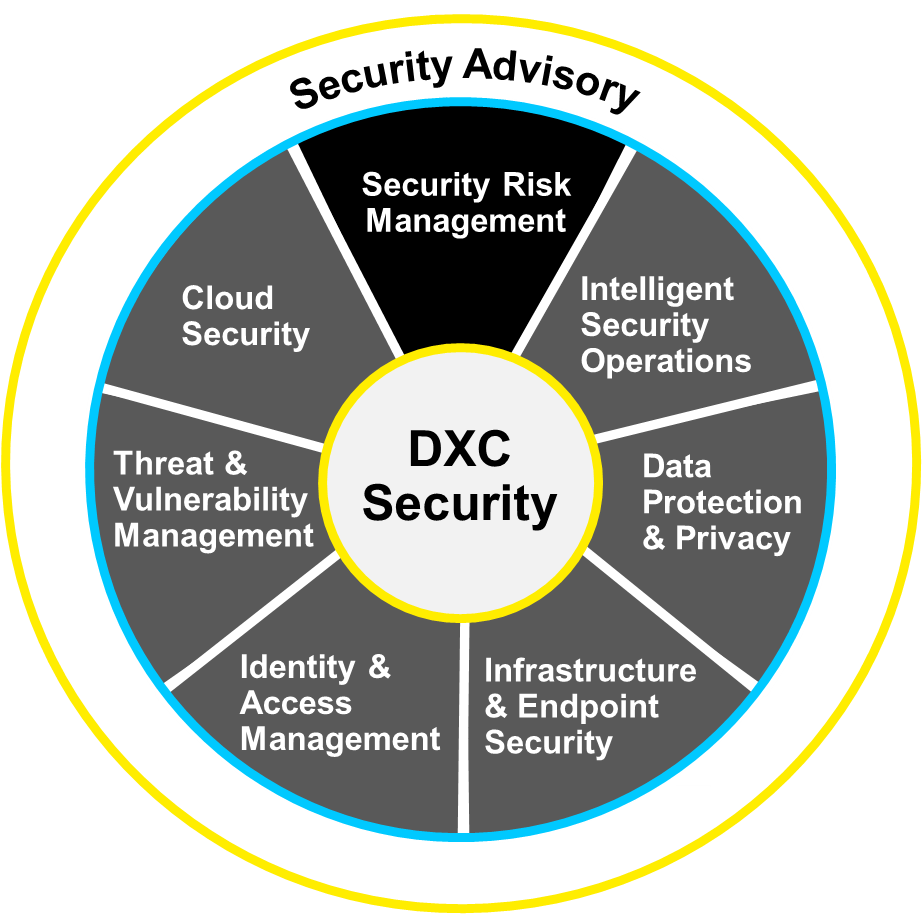 Security Advisory
Security Risk
Management
Intelligent
Security
Operations
Data
Protection
& Privacy
Infrastructure
& Endpoint
Security
Identity &
Access
Management
Threat &
Vulnerability
Management
Cloud
Security
DXC
Security